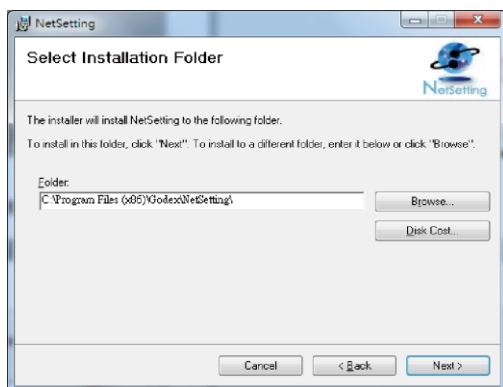 NetSetting
Select Installation Folder
NetSetting
The installer will install NetSetting to the following folder.
To install in this folder, click "Next". To install to a different folder, enter it below or click "Browse".
Folder:
C:\Program Files (x86)\Godex\NetSetting\
Browse...
Disk Cost...
Cancel
< Back
Next >